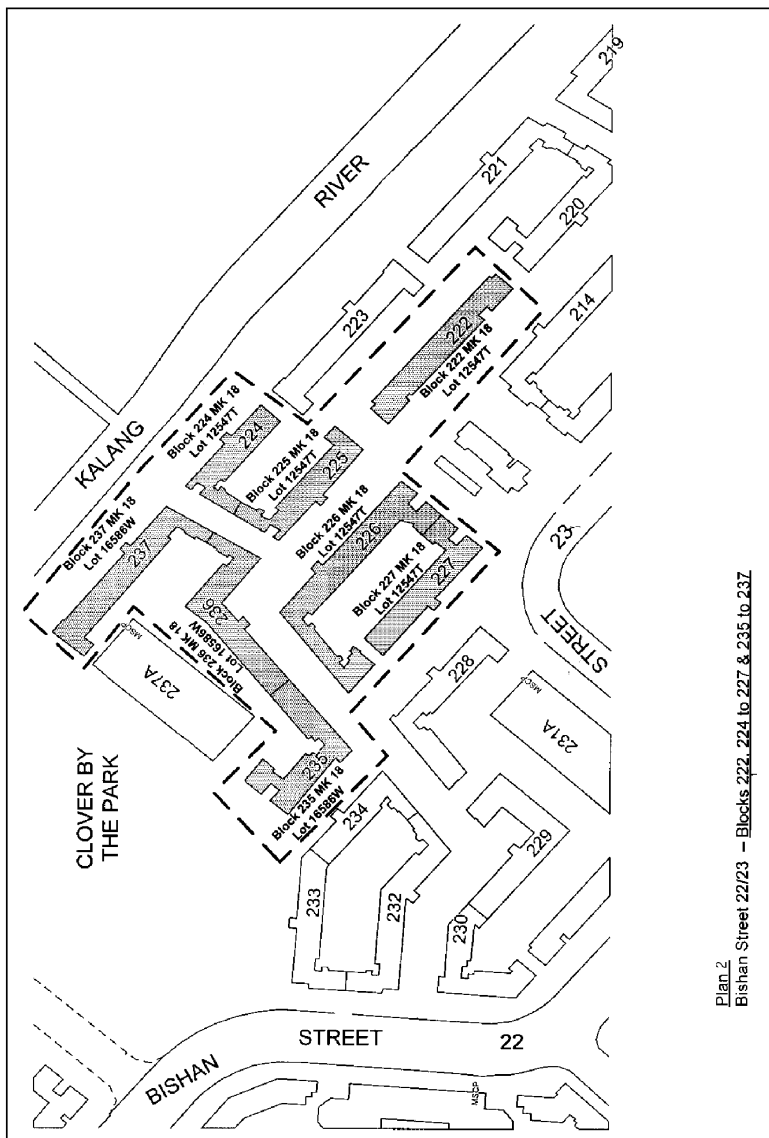 219
RIVER
221
220
223
222
214
Block 222 MK 18
Lot 12547T
KALANG
Block 224 MK 18
Lot 12547T
224
Block 225 MK 18
Lot 12547T
225
Block 237 MK 18
Lot 16586W
237
Block 226 MK 18
Lot 12547T
226
Block 227 MK 18
Lot 12547T
227
23
STREET
236
Block 236 MK 18
Lot 16586W
MSCP
237A
228
MSCP
231A
CLOVER BY
THE PARK
235
Block 235 MK 18
Lot 16586W
234
233
232
229
230
BISHAN
STREET
22
MSCP
Plan 2
Bishan Street 22/23 – Blocks 222, 224 to 227 & 235 to 237